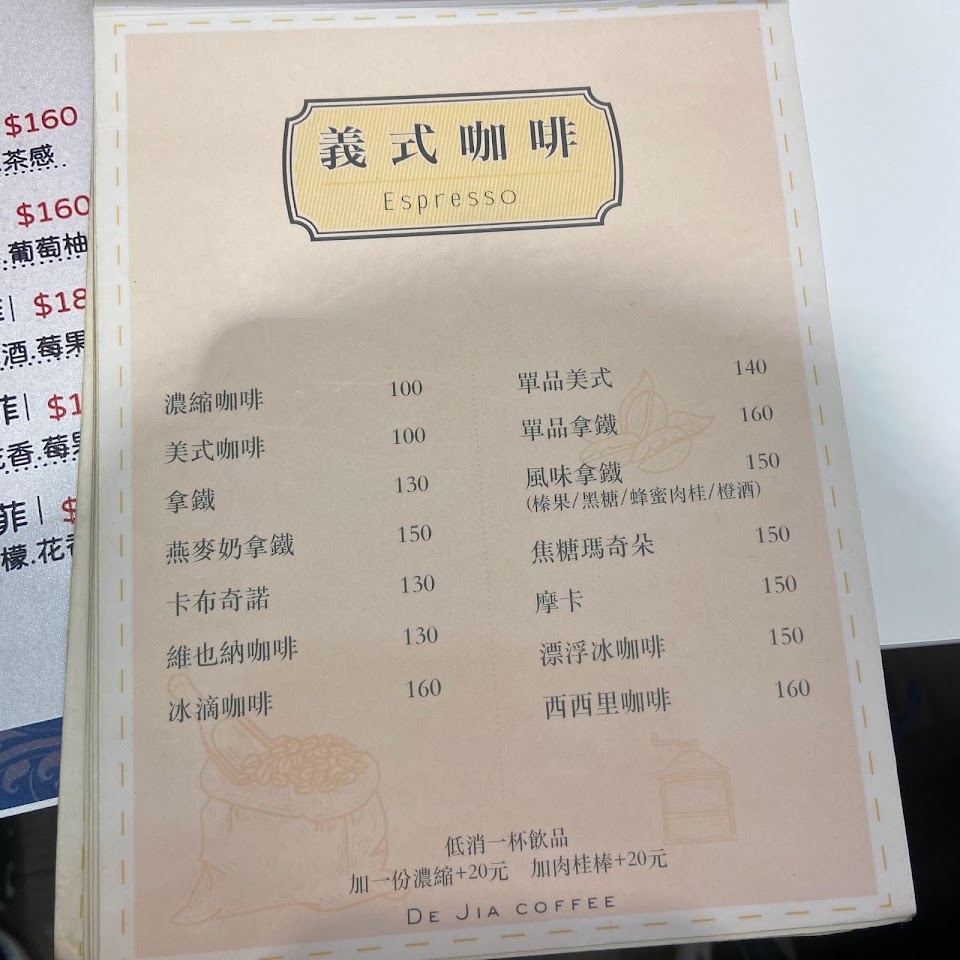 $160
茶感
$160
葡萄柚
$18
酒.莓果
菲| $1
花香.莓果
菲| $
檬.花香
義式咖啡
Espresso
濃縮咖啡 100
美式咖啡 100
拿鐵 130
燕麥奶拿鐵 150
卡布奇諾 130
維也納咖啡 130
冰滴咖啡 160
單品美式 140
單品拿鐵 160
風味拿鐵 150
(榛果/黑糖/蜂蜜肉桂/橙酒)
焦糖瑪奇朵 150
摩卡 150
漂浮冰咖啡 150
西西里咖啡 160
低消一杯飲品
加一份濃縮+20元 加肉桂棒+20元
DE JIA COFFEE